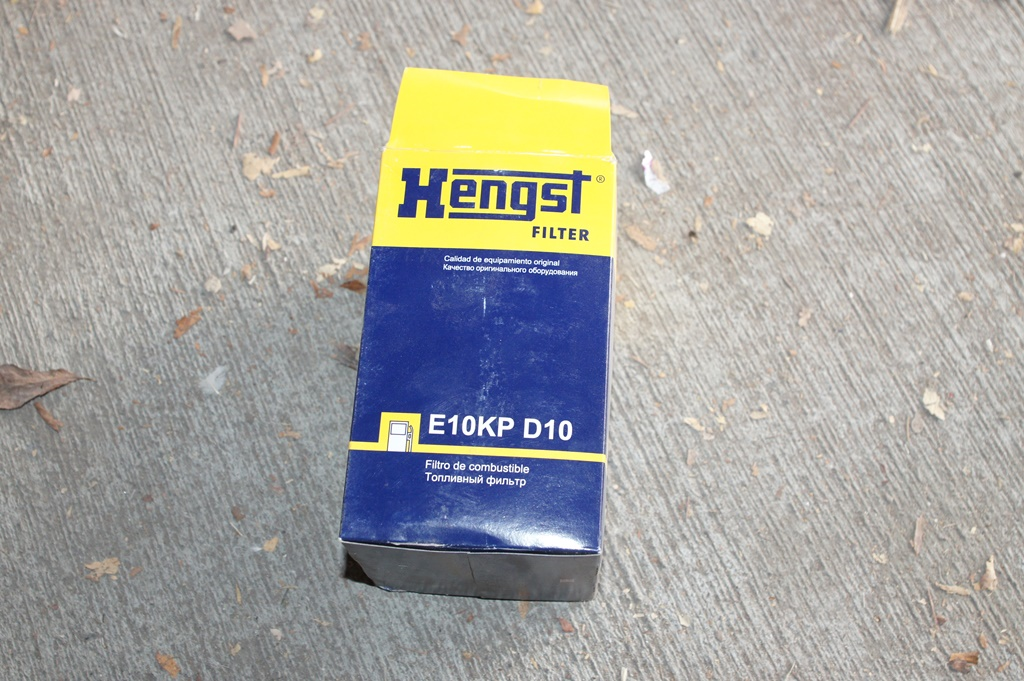 Hengst®
FILTER
Calidad de equipamiento original
Качество оригинального оборудования
E10KP D10
Filtro de combustible
Топливный фильтр